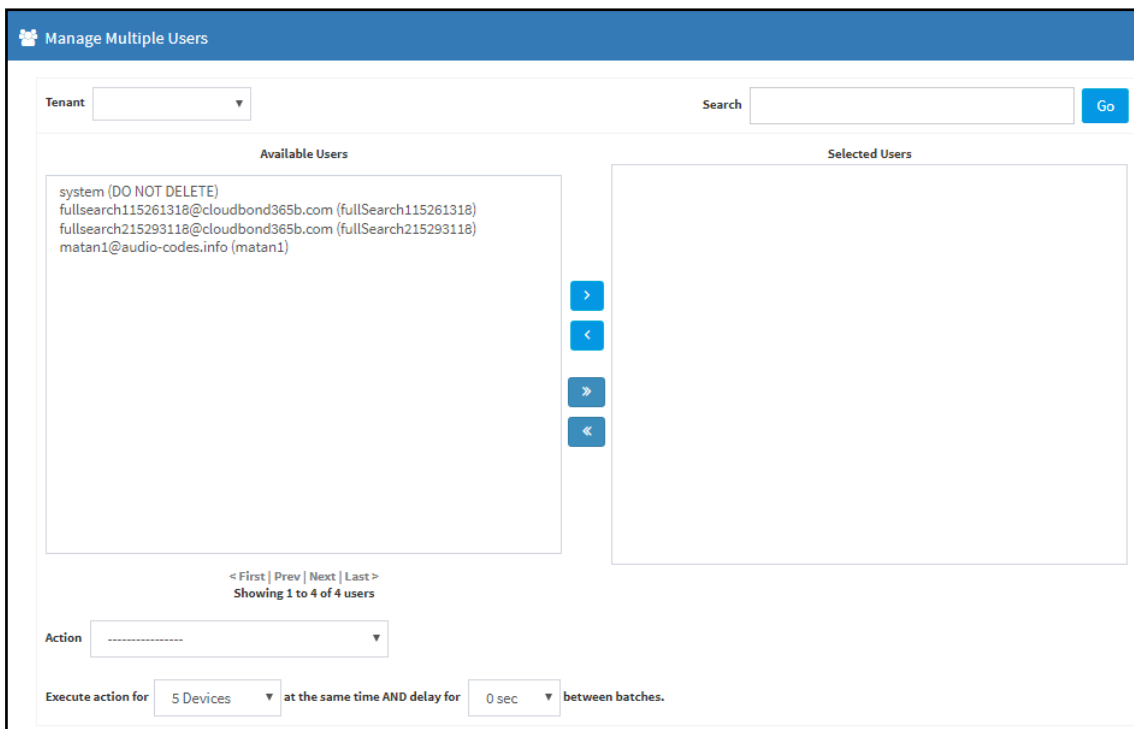 Manage Multiple Users
Tenant
Search
Go
Available Users
Selected Users
system (DO NOT DELETE)
fullsearch115261318@cloudbond365b.com (fullSearch115261318)
fullsearch215293118@cloudbond365b.com (fullSearch215293118)
matan1@audio-codes.info (matan1)
>
<
»
«
< First | Prev | Next | Last >
Showing 1 to 4 of 4 users
Action ----------------
Execute action for 5 Devices at the same time AND delay for 0 sec between batches.